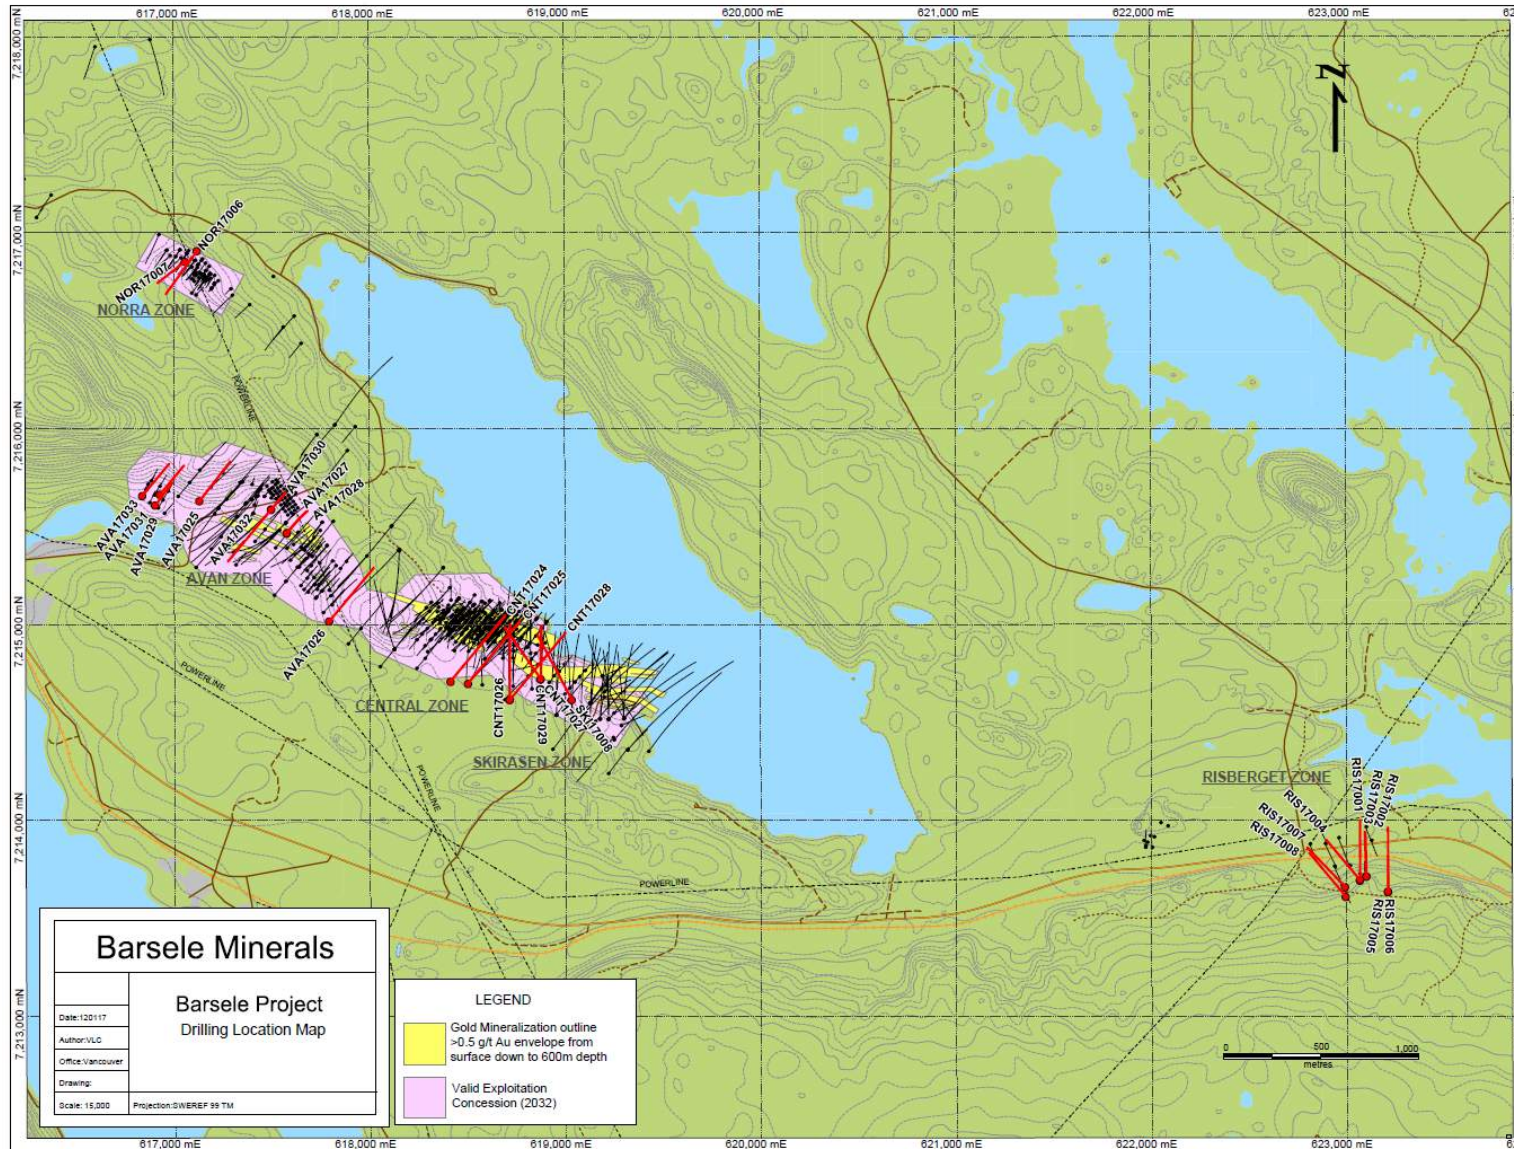 617,000 mE
618,000 mE
619,000 mE
620,000 mE
621,000 mE
622,000 mE
623,000 mE
7,218,000 mN
7,217,000 mN
7,216,000 mN
7,215,000 mN
7,214,000 mN
7,213,000 mN
N
NOR17006
NOR17007
NORRA ZONE
POWERLINE
AVA17030
AVA17027
AVA17028
AVA17033
AVA17031
AVA17029
AVA17025
AVA17032
AVAN ZONE
AVA17026
POWERLINE
CNT17024
CNT17025
CNT17028
CENTRAL ZONE
CNT17026
CNT17029
CNT17027
SKI17008
SKIRASEN ZONE
POWERLINE
POWERLINE
RISBERGET ZONE
RIS17001
RIS17003
RIS17002
RIS17004
RIS17007
RIS17008
RIS17005
RIS17006
Barsele Minerals
Barsele Project
Drilling Location Map
Date:120117
Author:VLC
Office:Vancouver
Drawing:
Scale: 15,000
Projection:SWEREF 99 TM
LEGEND
Gold Mineralization outline
>0.5 g/t Au envelope from
surface down to 600m depth
Valid Exploitation
Concession (2032)
0 500 1,000
metres
617,000 mE
618,000 mE
619,000 mE
620,000 mE
621,000 mE
622,000 mE
623,000 mE